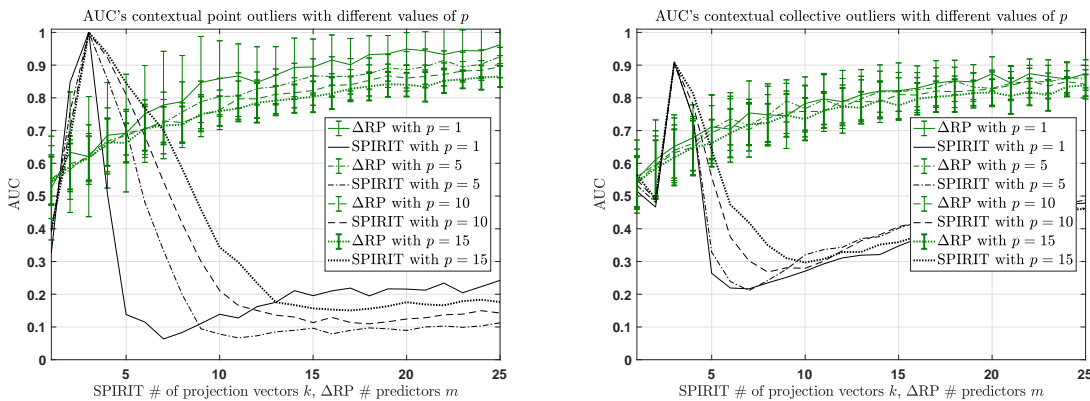 AUC's contextual point outliers with different values of p
1
0.9
0.8
0.7
0.6
0.5
0.4
0.3
0.2
0.1
0
AUC
5
10
15
20
25
SPIRIT # of projection vectors k, ΔRP # predictors m
ΔRP with p = 1
SPIRIT with p = 1
ΔRP with p = 5
SPIRIT with p = 5
ΔRP with p = 10
SPIRIT with p = 10
ΔRP with p = 15
SPIRIT with p = 15
AUC's contextual collective outliers with different values of p
1
0.9
0.8
0.7
0.6
0.5
0.4
0.3
0.2
0.1
0
AUC
5
10
15
20
25
SPIRIT # of projection vectors k, ΔRP # predictors m
ΔRP with p = 1
SPIRIT with p = 1
ΔRP with p = 5
SPIRIT with p = 5
ΔRP with p = 10
SPIRIT with p = 10
ΔRP with p = 15
SPIRIT with p = 15